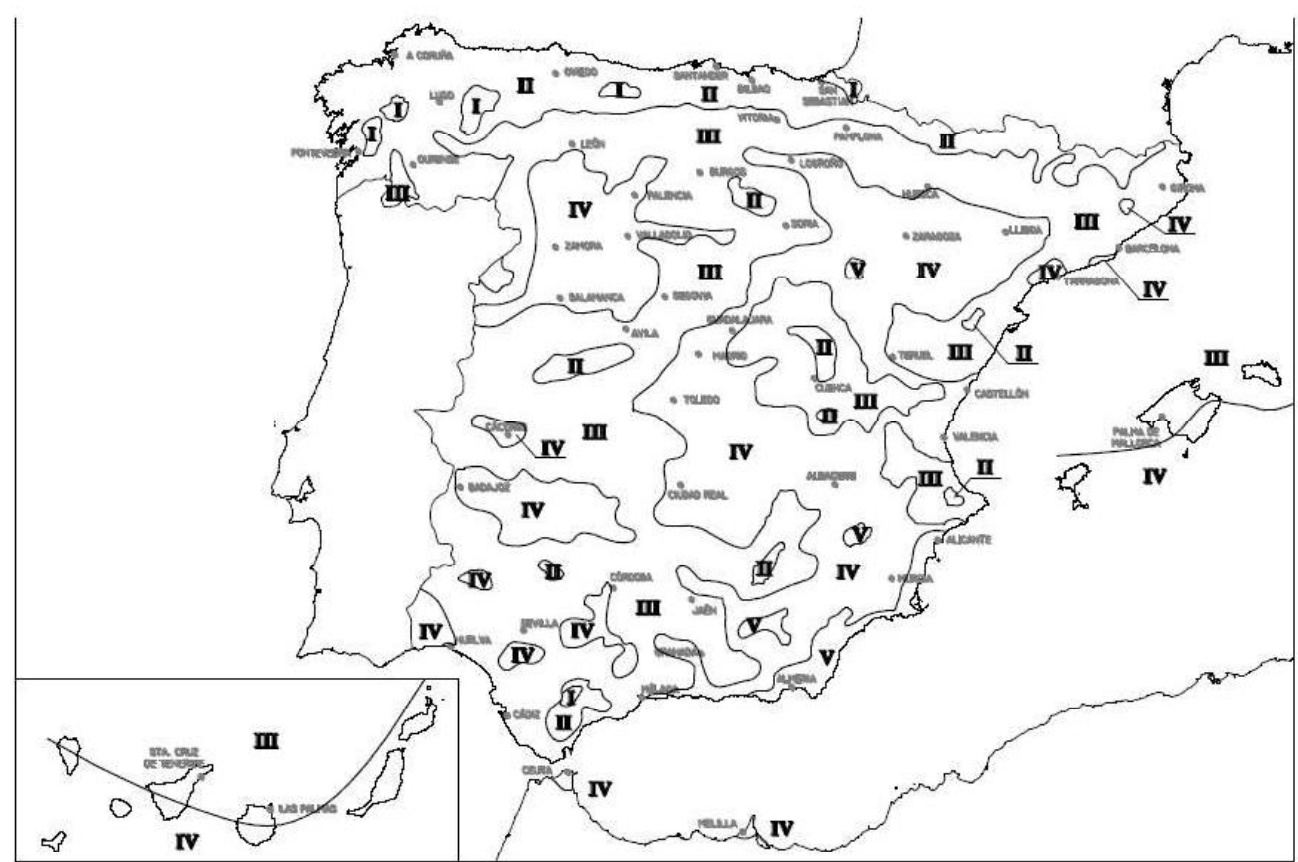 A CORUÑA
OVIEDO
SANTANDER
BILBAO
SAN
SEBASTIAN
I
II
I
II
LUGO
I
I
I
VITORIA
PAMPLONA
II
III
PONTEVEDRA
OURENSE
LEÓN
LOGROÑO
BURGOS
HUESCA
GIRONA
III
IV
PALENCIA
II
III
IV
SORIA
VALLADOLID
ZAMORA
ZARAGOZA
LLEIDA
BARCELONA
III
V
IV
IV
TARRAGONA
IV
SALAMANCA
SEGOVIA
GUADALAJARA
AVILA
MADRID
II
II
TERUEL
III
II
III
CUENCA
CASTELLÓN
TOLEDO
III
II
CACERES
IV
III
IV
VALENCIA
PALMA DE
MALLORCA
IV
BADAJOZ
CIUDAD REAL
ALBACETE
III
II
IV
V
ALICANTE
IV
II
II
IV
MURCIA
CÓRDOBA
III
JAÉN
IV
HUELVA
SEVILLA
IV
V
IV
GRANADA
V
ALMERIA
MÁLAGA
I
CÁDIZ
II
III
STA. CRUZ
DE TENERIFE
LAS PALMAS
IV
CEUTA
IV
MELILLA
IV